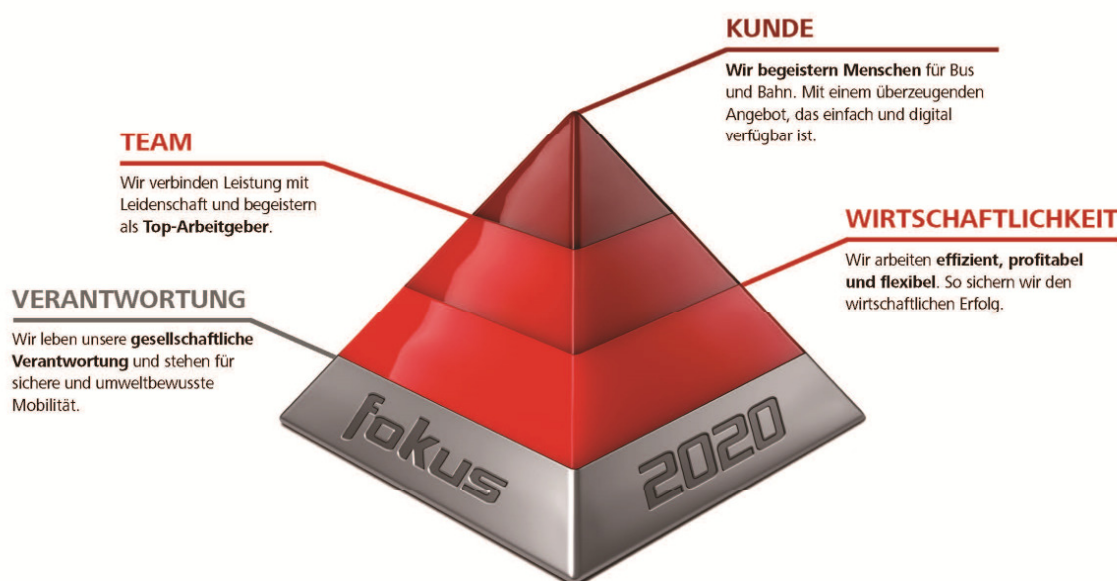 KUNDE
Wir begeistern Menschen für Bus
und Bahn. Mit einem überzeugenden
Angebot, das einfach und digital
verfügbar ist.
TEAM
Wir verbinden Leistung mit
Leidenschaft und begeistern
als Top-Arbeitgeber.
WIRTSCHAFTLICHKEIT
Wir arbeiten effizient, profitabel
und flexibel. So sichern wir den
wirtschaftlichen Erfolg.
VERANTWORTUNG
Wir leben unsere gesellschaftliche
Verantwortung und stehen für
sichere und umweltbewusste
Mobilität.
fokus 2020